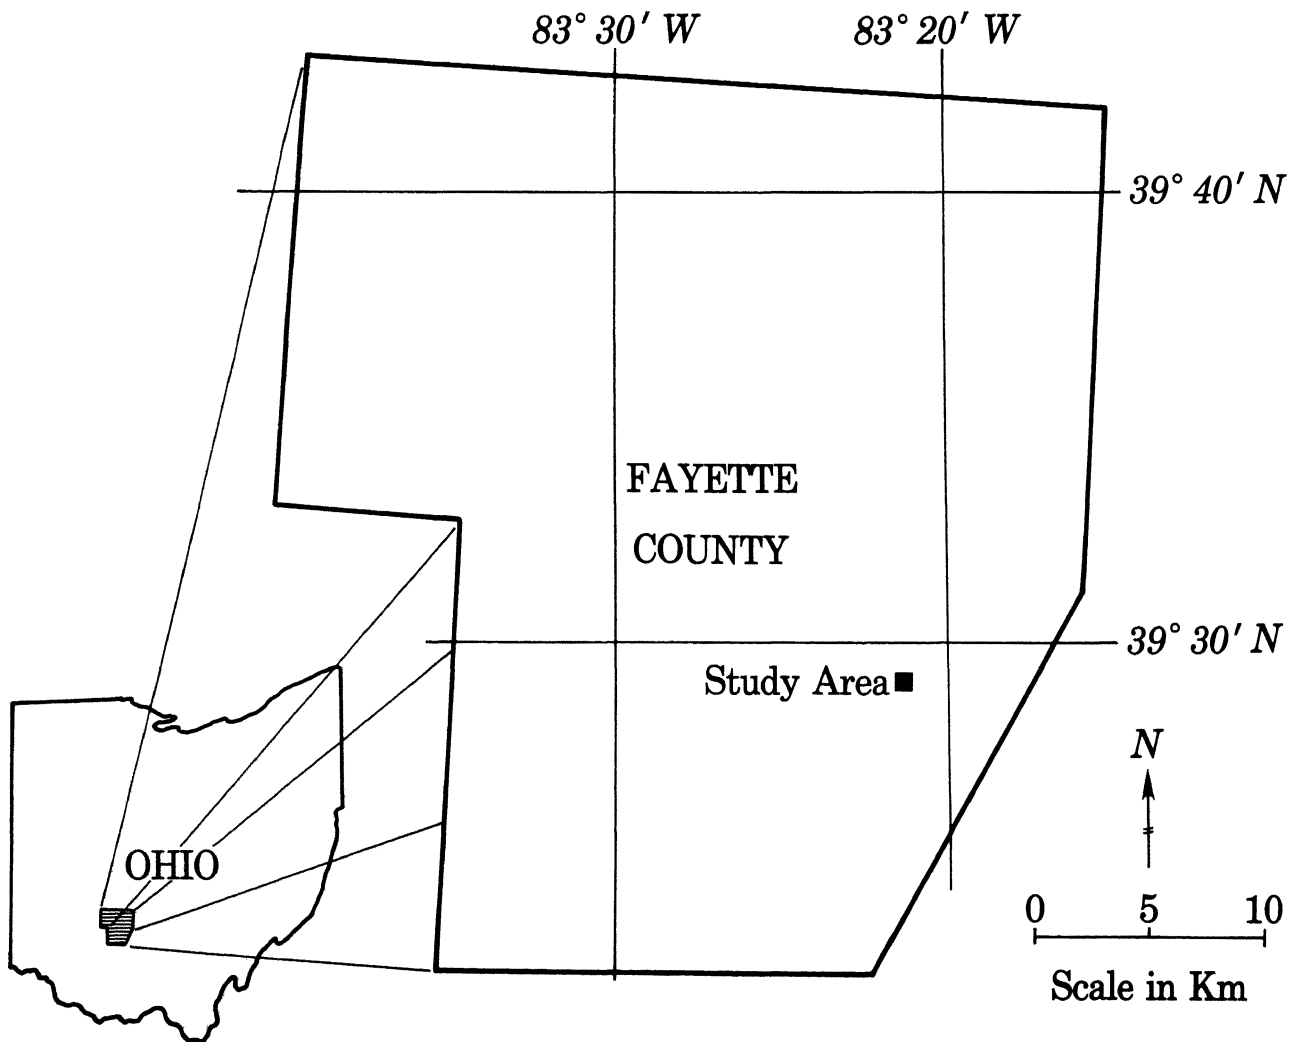 83° 30' W
83° 20' W
39° 40' N
FAYETTE
COUNTY
39° 30' N
Study Area
N
OHIO
0 5 10
Scale in Km